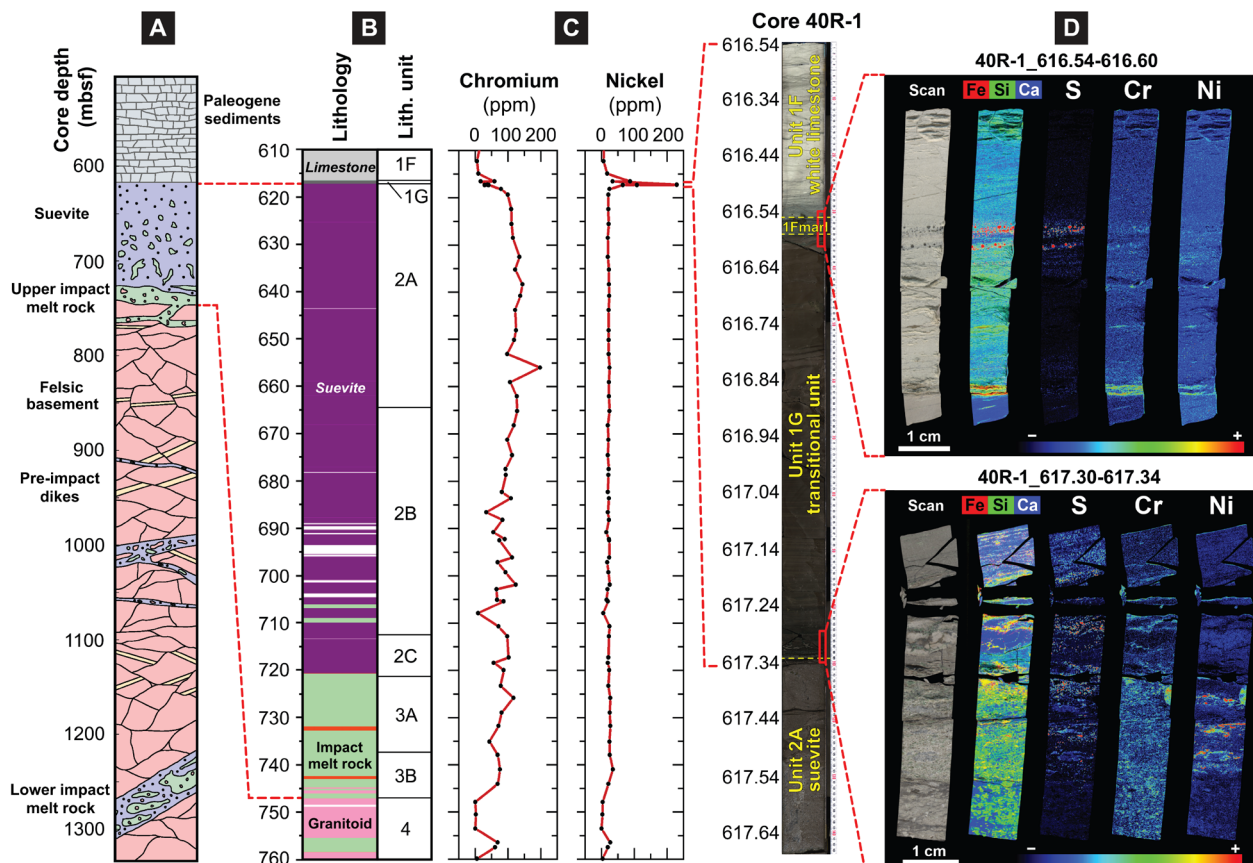 A
Core depth
(mbsf)
600
700
800
900
1000
1100
1200
1300
Paleogene
sediments
Suevite
Upper impact
melt rock
Felsic
basement
Pre-impact
dikes
Lower impact
melt rock
B
Lithology
Lith. unit
610
620
630
640
650
660
670
680
690
700
710
720
730
740
750
760
Limestone
Suevite
Impact
melt rock
Granitoid
1F
1G
2A
2B
2C
3A
3B
4
C
Chromium
(ppm)
0 100 200
Nickel
(ppm)
0 100 200
Core 40R-1
616.54
616.34
616.44
616.54
616.64
616.74
616.84
616.94
617.04
617.14
617.24
617.34
617.44
617.54
617.64
Unit 1F
white limestone
1Fmarl
Unit 1G
transitional unit
Unit 2A
suevite
D
40R-1_616.54-616.60
Scan
Fe Si Ca
S
Cr
Ni
1 cm
– +
40R-1_617.30-617.34
Scan
Fe Si Ca
S
Cr
Ni
1 cm
– +